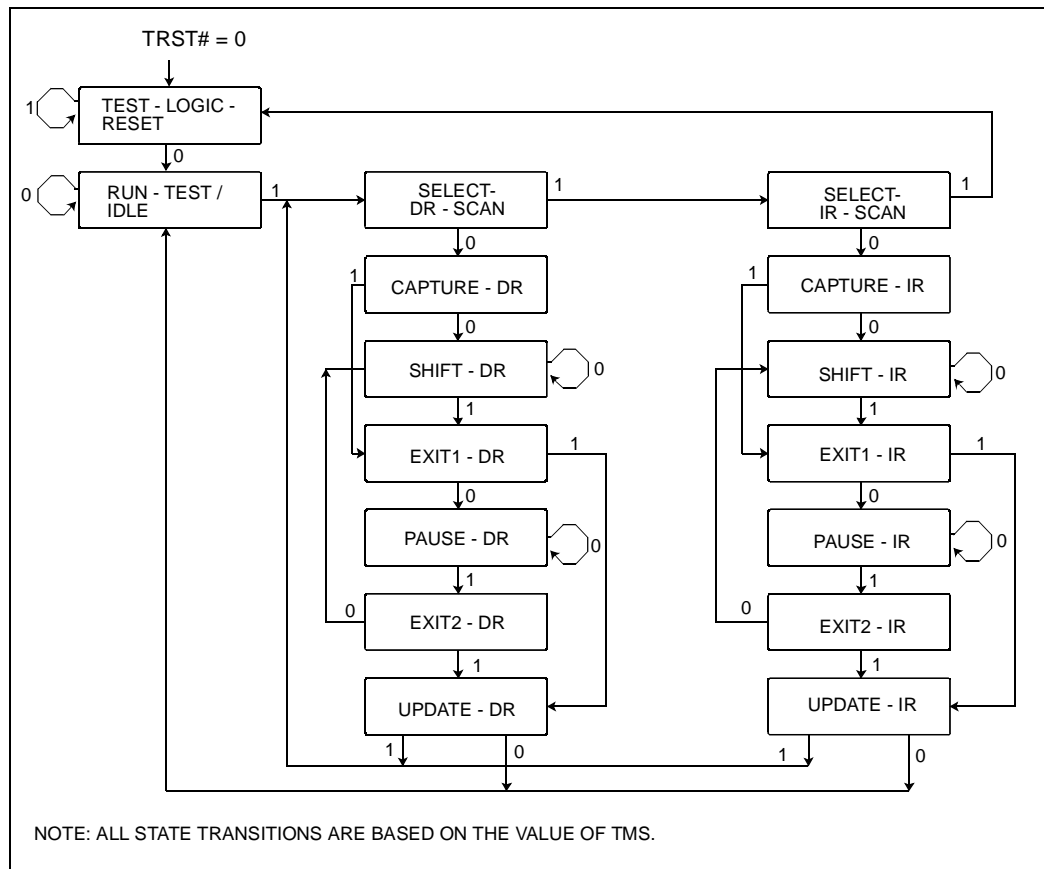 TRST# = 0
TEST - LOGIC -
RESET
1
0
RUN - TEST /
IDLE
0
1
SELECT-
DR - SCAN
1
SELECT-
IR - SCAN
1
0
0
1
CAPTURE - DR
1
CAPTURE - IR
0
0
SHIFT - DR
0
SHIFT - IR
0
1
1
EXIT1 - DR
1
EXIT1 - IR
1
0
0
PAUSE - DR
0
PAUSE - IR
0
1
1
0
EXIT2 - DR
0
EXIT2 - IR
1
1
UPDATE - DR
UPDATE - IR
1
0
1
0
NOTE: ALL STATE TRANSITIONS ARE BASED ON THE VALUE OF TMS.